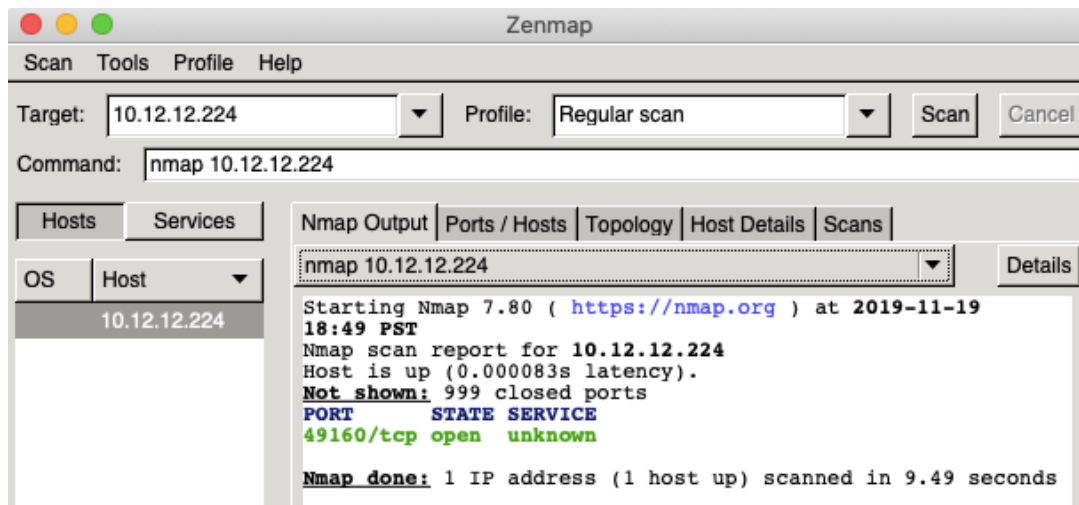 Zenmap
Scan Tools Profile Help
Target: 10.12.12.224 Profile: Regular scan Scan Cancel
Command: nmap 10.12.12.224
Hosts Services Nmap Output Ports / Hosts Topology Host Details Scans
nmap 10.12.12.224 Details
OS Host
10.12.12.224
Starting Nmap 7.80 ( https://nmap.org ) at 2019-11-19
18:49 PST
Nmap scan report for 10.12.12.224
Host is up (0.000083s latency).
Not shown: 999 closed ports
PORT STATE SERVICE
49160/tcp open unknown
Nmap done: 1 IP address (1 host up) scanned in 9.49 seconds